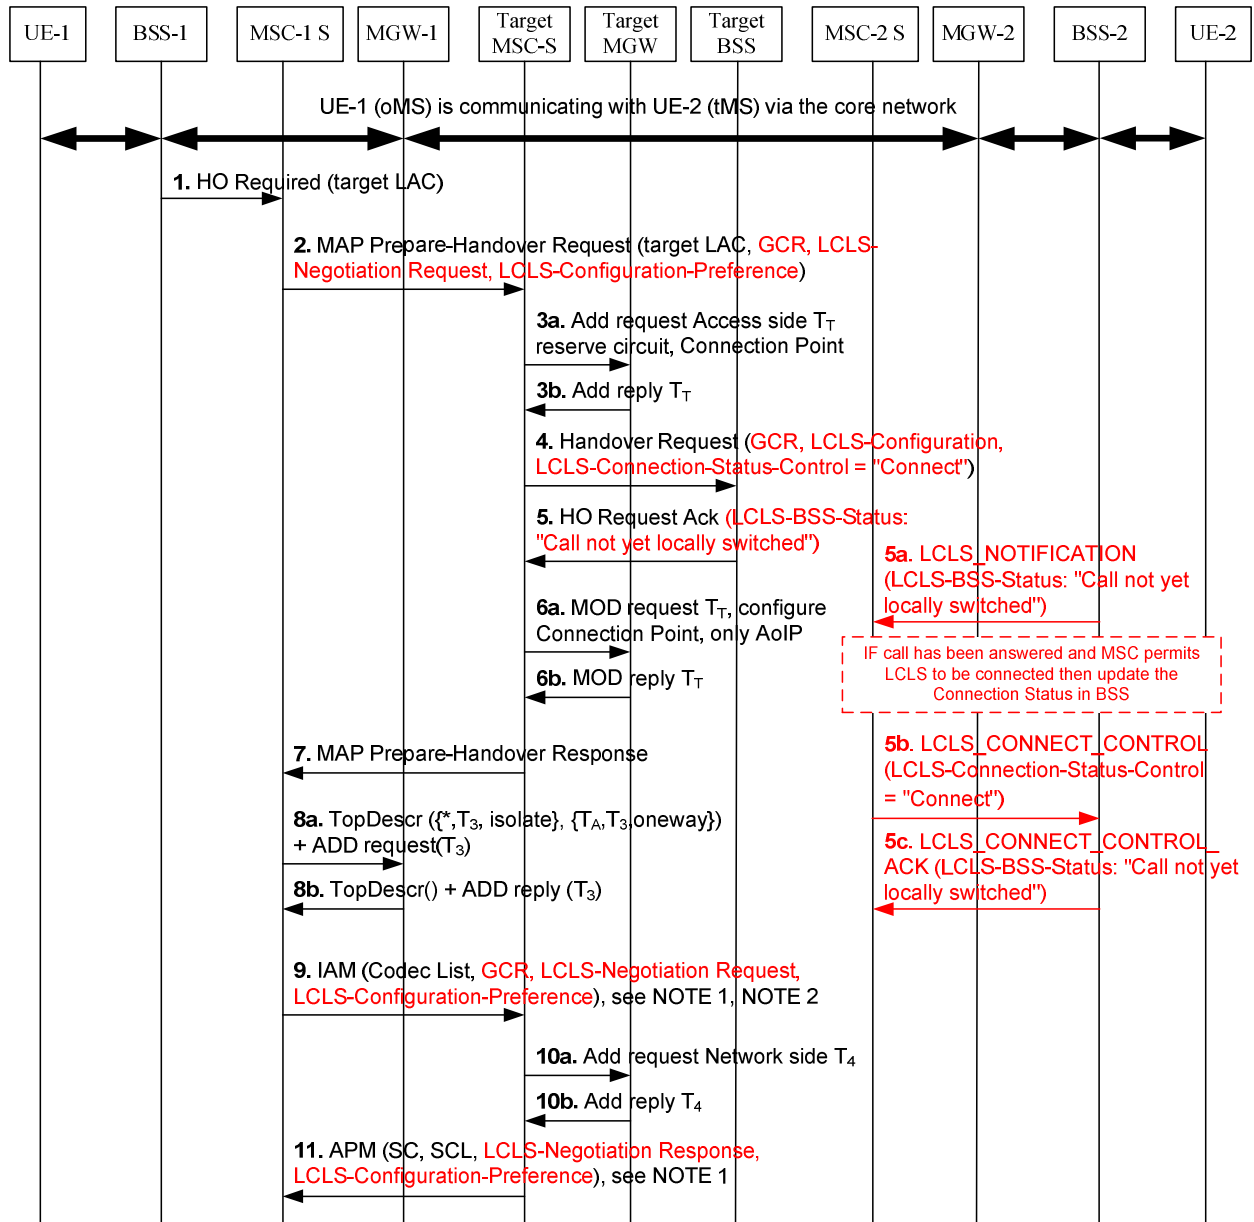 UE-1
BSS-1
MSC-1 S
MGW-1
Target
MSC-S
Target
MGW
Target
BSS
MSC-2 S
MGW-2
BSS-2
UE-2
UE-1 (oMS) is communicating with UE-2 (tMS) via the core network
1. HO Required (target LAC)
2. MAP Prepare-Handover Request (target LAC, GCR, LCLS-
Negotiation Request, LCLS-Configuration-Preference)
3a. Add request Access side TT
reserve circuit, Connection Point
3b. Add reply TT
4. Handover Request (GCR, LCLS-Configuration,
LCLS-Connection-Status-Control = "Connect")
5. HO Request Ack (LCLS-BSS-Status:
"Call not yet locally switched")
5a. LCLS_NOTIFICATION
(LCLS-BSS-Status: "Call not yet
locally switched")
6a. MOD request TT, configure
Connection Point, only AoIP
6b. MOD reply TT
IF call has been answered and MSC permits
LCLS to be connected then update the
Connection Status in BSS
7. MAP Prepare-Handover Response
5b. LCLS_CONNECT_CONTROL
(LCLS-Connection-Status-Control
= "Connect")
8a. TopDescr ({*,T3, isolate}, {TA,T3,oneway})
+ ADD request(T3)
8b. TopDescr() + ADD reply (T3)
5c. LCLS_CONNECT_CONTROL_
ACK (LCLS-BSS-Status: "Call not yet
locally switched")
9. IAM (Codec List, GCR, LCLS-Negotiation Request,
LCLS-Configuration-Preference), see NOTE 1, NOTE 2
10a. Add request Network side T4
10b. Add reply T4
11. APM (SC, SCL, LCLS-Negotiation Response,
LCLS-Configuration-Preference), see NOTE 1